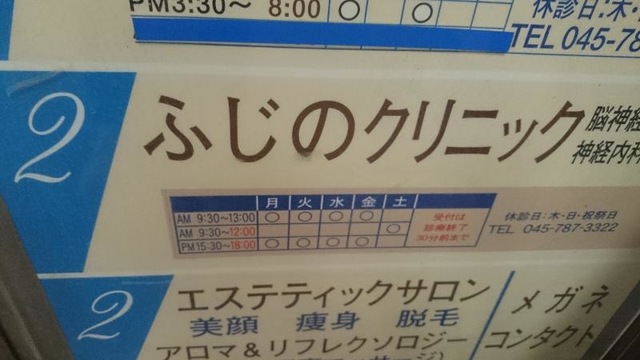 PM3:30～ 8:00 ○ ○
休診日:木・
TEL 045-78
2
ふじのクリニック
脳神経
神経内科
月 火 水 金 土
AM 9:30～13:00 ○ ○ ○ ○
AM 9:30～12:00 ○
PM 15:30～18:00 ○ ○ ○ ○
受付は
診療終了
30分前まで
休診日:木・日・祝祭日
TEL 045-787-3322
2
エステティックサロン
美顔 痩身 脱毛
アロマ&リフレクソロジー
メガネ
コンタクト